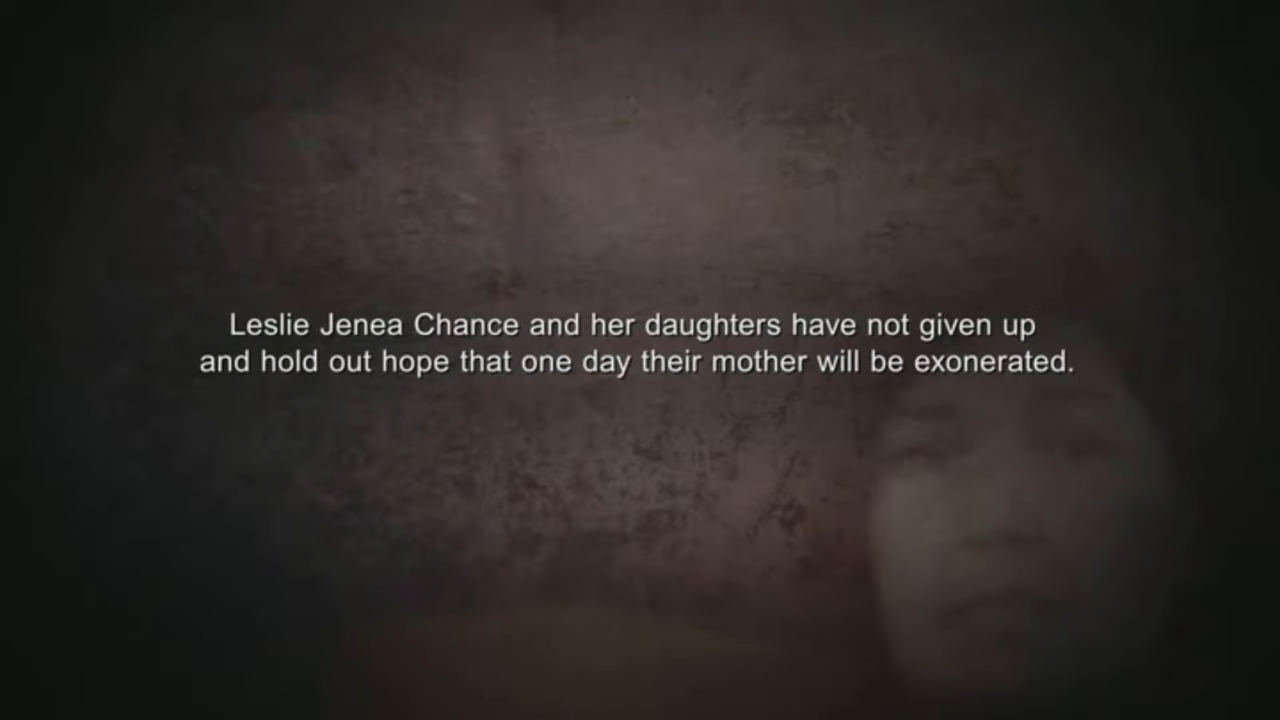 Leslie Jenea Chance and her daughters have not given up
and hold out hope that one day their mother will be exonerated.